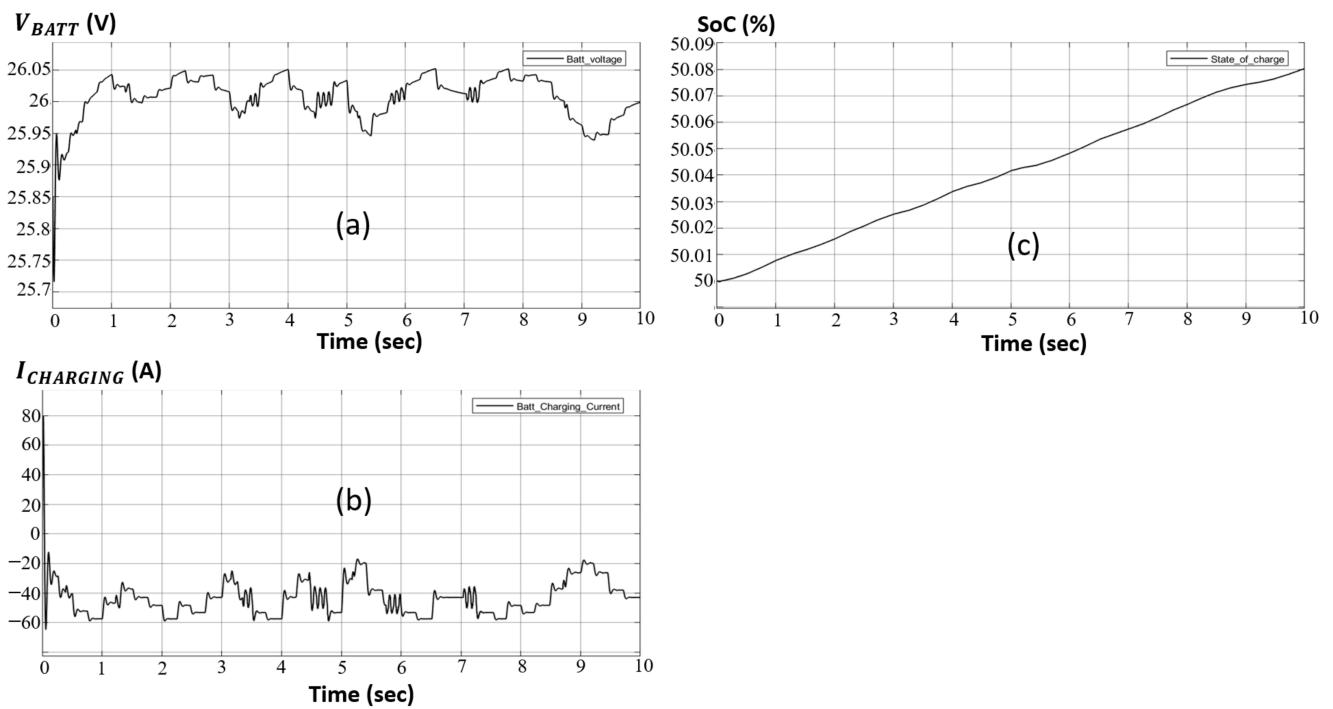 V_BATT (V)
Batt_voltage
26.05
26
25.95
25.9
25.85
25.8
25.75
25.7
(a)
0 1 2 3 4 5 6 7 8 9 10
Time (sec)
SoC (%)
State_of_charge
50.09
50.08
50.07
50.06
50.05
50.04
50.03
50.02
50.01
50
(c)
0 1 2 3 4 5 6 7 8 9 10
Time (sec)
I_CHARGING (A)
Batt_Charging_Current
80
60
40
20
0
−20
−40
−60
(b)
0 1 2 3 4 5 6 7 8 9 10
Time (sec)